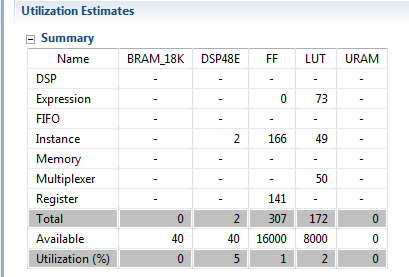 Utilization Estimates
Summary
Name BRAM_18K DSP48E FF LUT URAM
DSP - - - - -
Expression - - 0 73 -
FIFO - - - - -
Instance - 2 166 49 -
Memory - - - - -
Multiplexer - - - 50 -
Register - - 141 - -
Total 0 2 307 172 0
Available 40 40 16000 8000 0
Utilization (%) 0 5 1 2 0